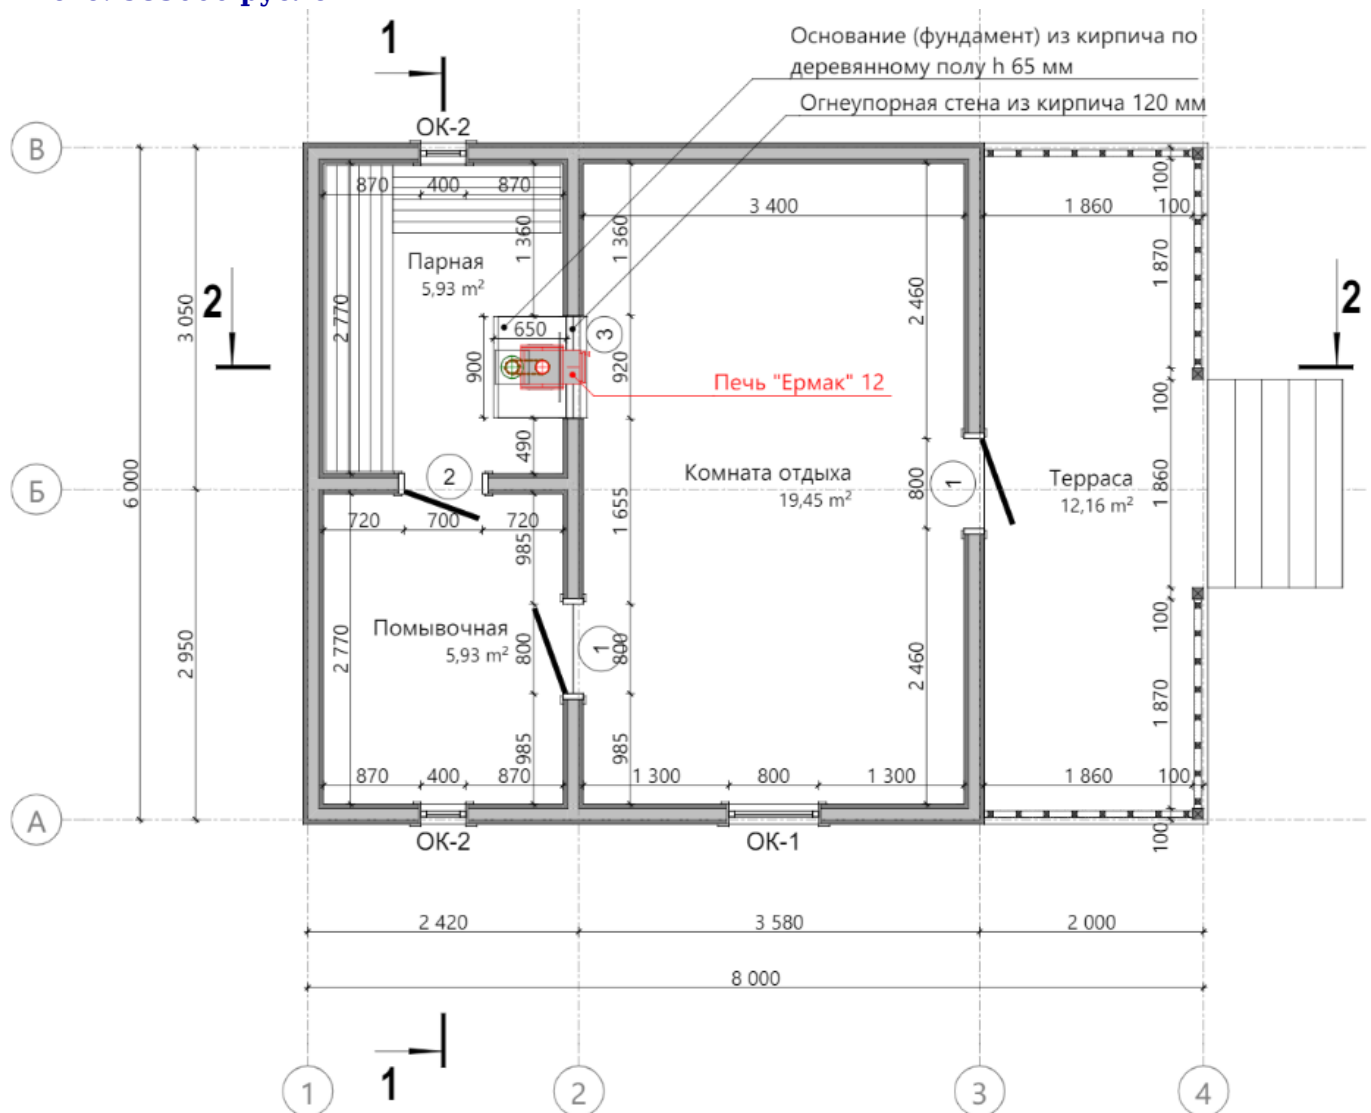 1
Основание (фундамент) из кирпича по
деревянному полу h 65 мм
Огнеупорная стена из кирпича 120 мм
ОК-2
В
870 400 870
3 400
1 860 100
100
1 360
1 360
1 870
Парная
5,93 m²
2 460
2
2
3 050
2 770
650
3
900
920
Печь "Ермак" 12
100
490
2
Комната отдыха
19,45 m²
800
1
Терраса
12,16 m²
1 860
Б
6 000
720 700 720
985
1 655
100
Помывочная
5,93 m²
2 950
2 770
800
1
800
2 460
1 870
985
985
870 400 870
1 300 800 1 300
1 860 100
А
ОК-2
ОК-1
100
2 420
3 580
2 000
8 000
1
1
2
3
4